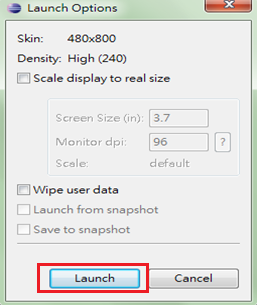 Launch Options
Skin: 480x800
Density: High (240)
Scale display to real size
Screen Size (in): 3.7
Monitor dpi: 96 ?
Scale: default
Wipe user data
Launch from snapshot
Save to snapshot
Launch Cancel